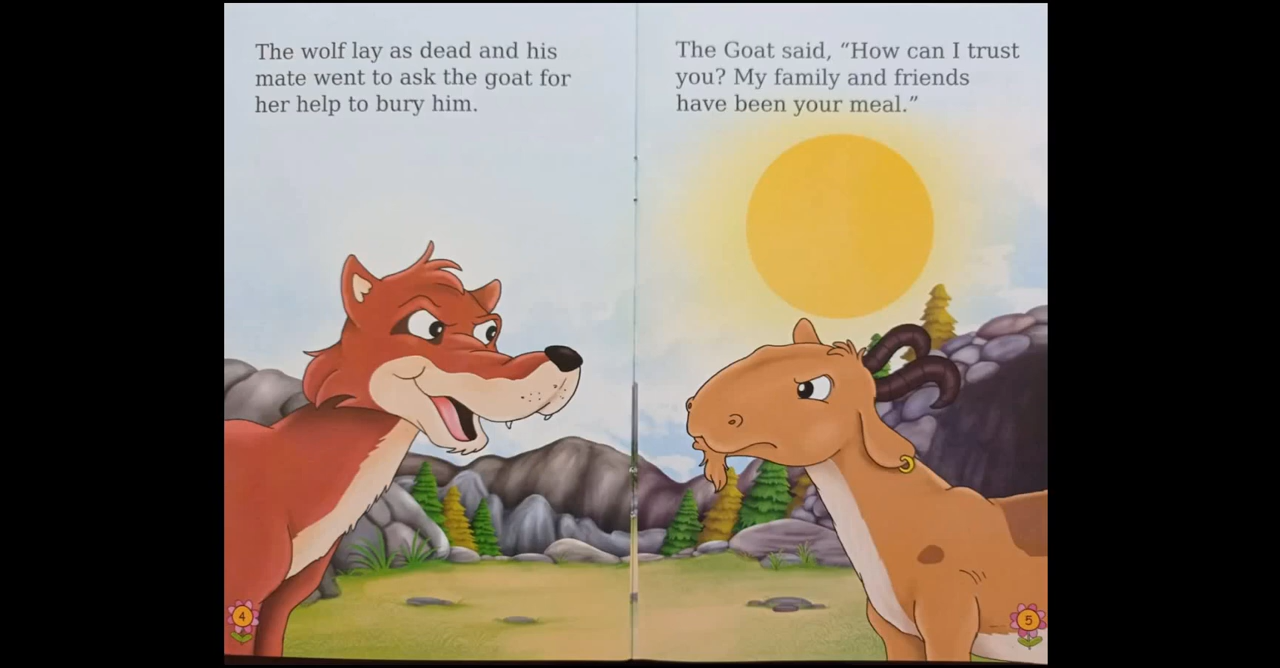 The wolf lay as dead and his
mate went to ask the goat for
her help to bury him.
4
The Goat said, “How can I trust
you? My family and friends
have been your meal.”
5